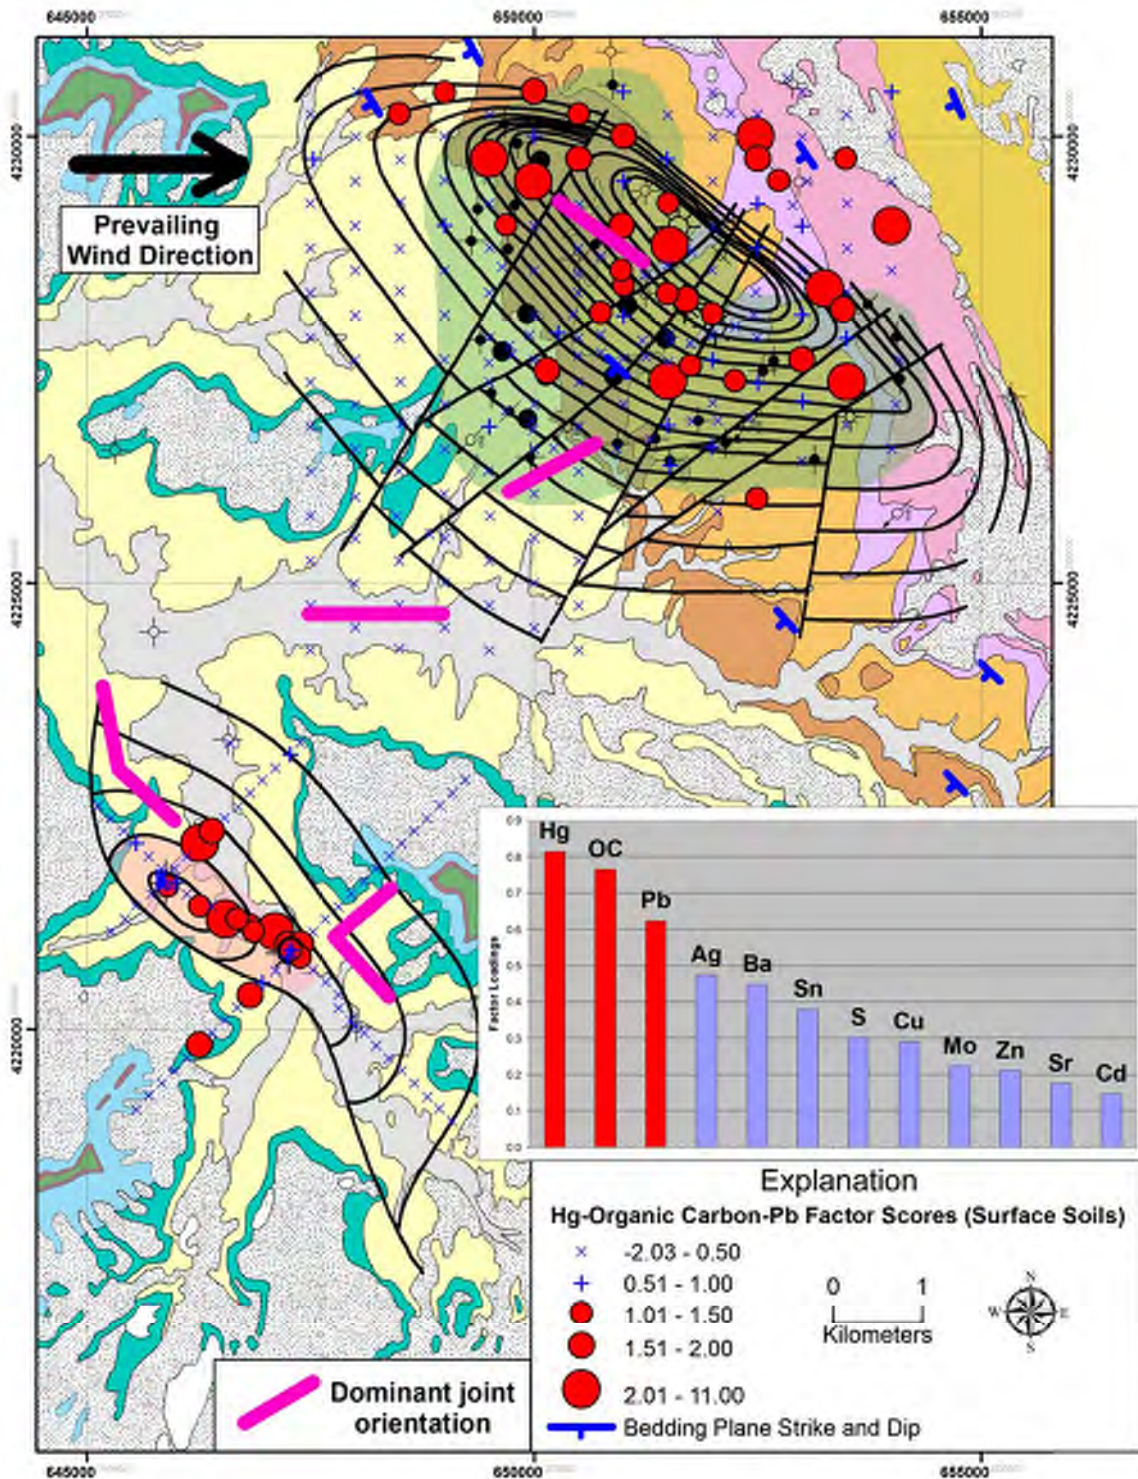 645000
650000
655000
4230000
4230000
Prevailing
Wind Direction
4225000
4225000
4220000
Hg
OC
Pb
Ag
Ba
Sn
S
Cu
Mo
Zn
Sr
Cd
Factor Loadings
0.9
0.8
0.7
0.6
0.5
0.4
0.3
0.2
0.1
0.0
Explanation
Hg-Organic Carbon-Pb Factor Scores (Surface Soils)
-2.03 - 0.50
0.51 - 1.00
1.01 - 1.50
1.51 - 2.00
2.01 - 11.00
Bedding Plane Strike and Dip
0 1
Kilometers
N
W E
S
Dominant joint
orientation
645000
650000
655000